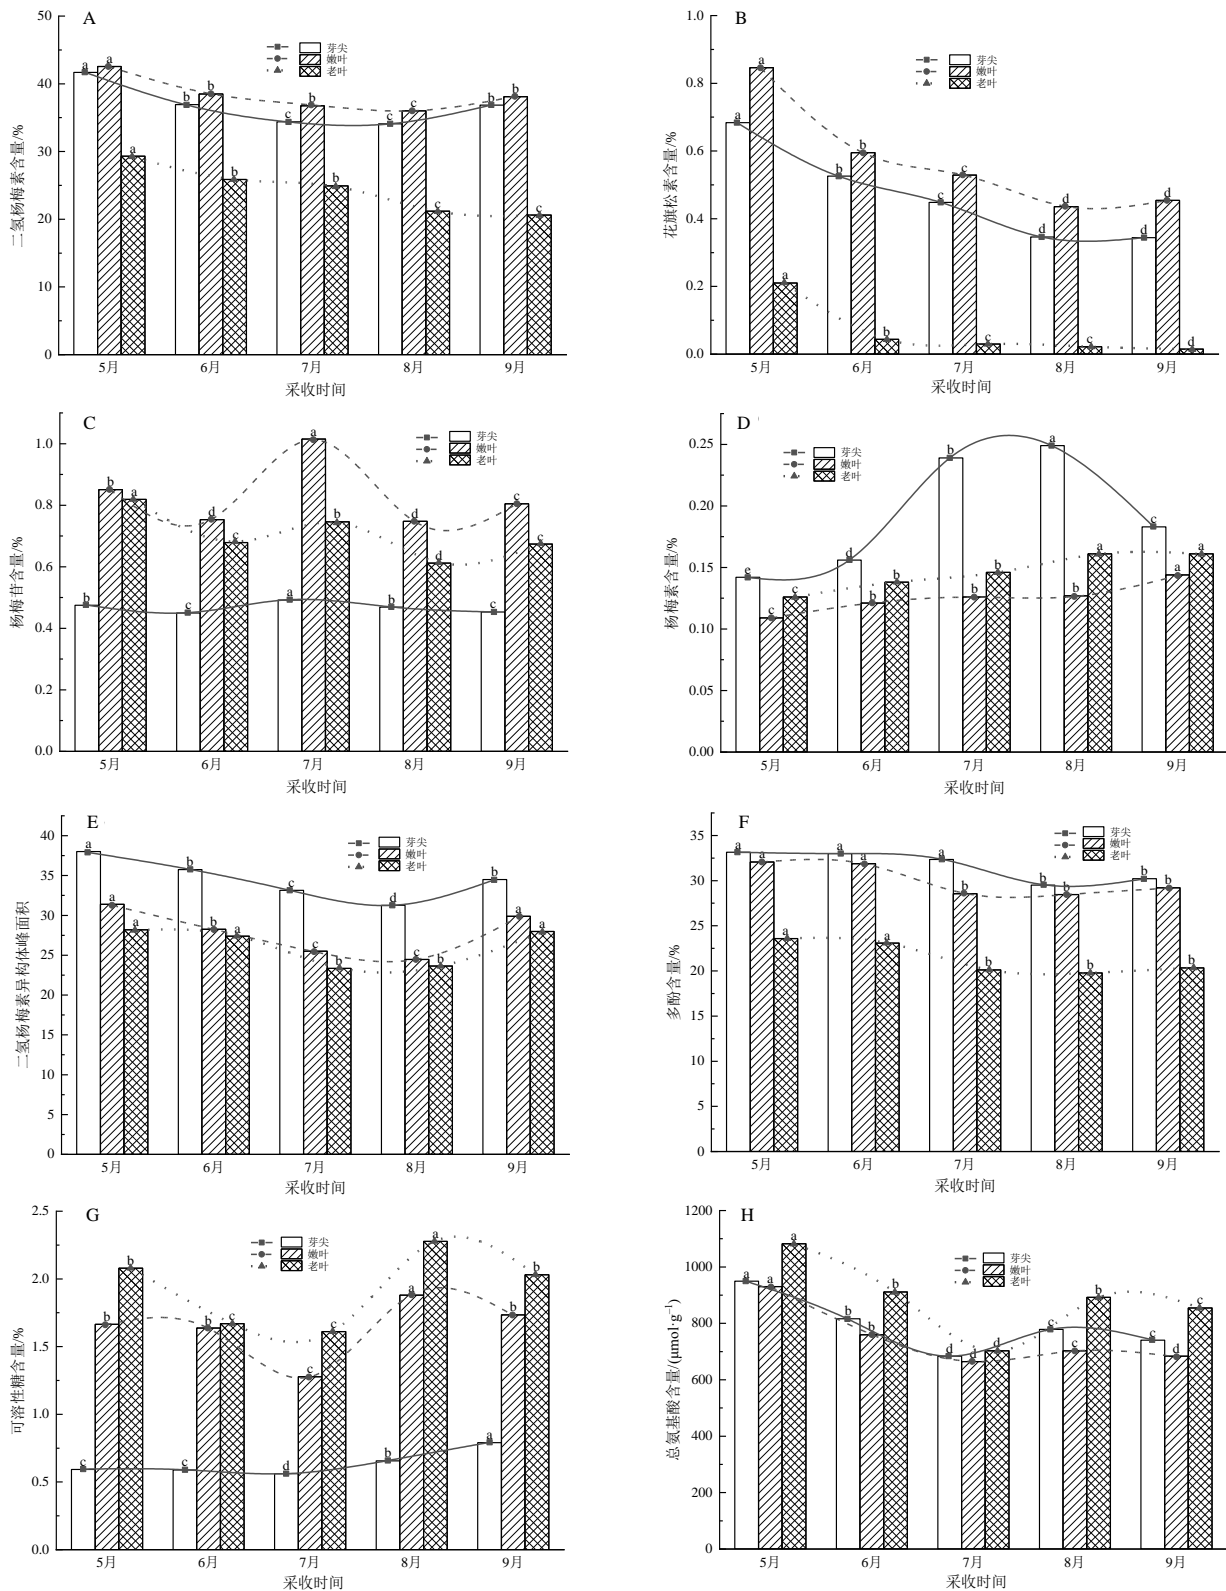 A
芽尖
嫩叶
老叶
50
40
30
20
10
0
二氢杨梅素含量/%
a a a
b b b
c b b
c c c
b b c
5月 6月 7月 8月 9月
采收时间
B
芽尖
嫩叶
老叶
1.0
0.8
0.6
0.4
0.2
0.0
花旗松素含量/%
a a a
b b b
c c c
d d c
d d d
5月 6月 7月 8月 9月
采收时间
C
芽尖
嫩叶
老叶
1.0
0.8
0.6
0.4
0.2
0.0
杨梅苷含量/%
b b a
c d c
a a b
b d d
c c c
5月 6月 7月 8月 9月
采收时间
D
芽尖
嫩叶
老叶
0.25
0.20
0.15
0.10
0.05
0.00
杨梅素含量/%
e c c
d b b
b b b
a b a
c a a
5月 6月 7月 8月 9月
采收时间
E
芽尖
嫩叶
老叶
40
35
30
25
20
15
10
5
0
二氢杨梅素异构体峰面积
a a a
b b a
c c b
d c b
b a a
5月 6月 7月 8月 9月
采收时间
F
芽尖
嫩叶
老叶
35
30
25
20
15
10
5
0
多酚含量/%
a a a
a a a
a b b
b b b
b b b
5月 6月 7月 8月 9月
采收时间
G
芽尖
嫩叶
老叶
2.5
2.0
1.5
1.0
0.5
0.0
可溶性糖含量/%
c b b
c b c
d c c
b a a
a b b
5月 6月 7月 8月 9月
采收时间
H
芽尖
嫩叶
老叶
1200
1000
800
600
400
200
0
总氨基酸含量/(μmol·g⁻¹)
a a a
b b b
d d d
c c b
c d c
5月 6月 7月 8月 9月
采收时间